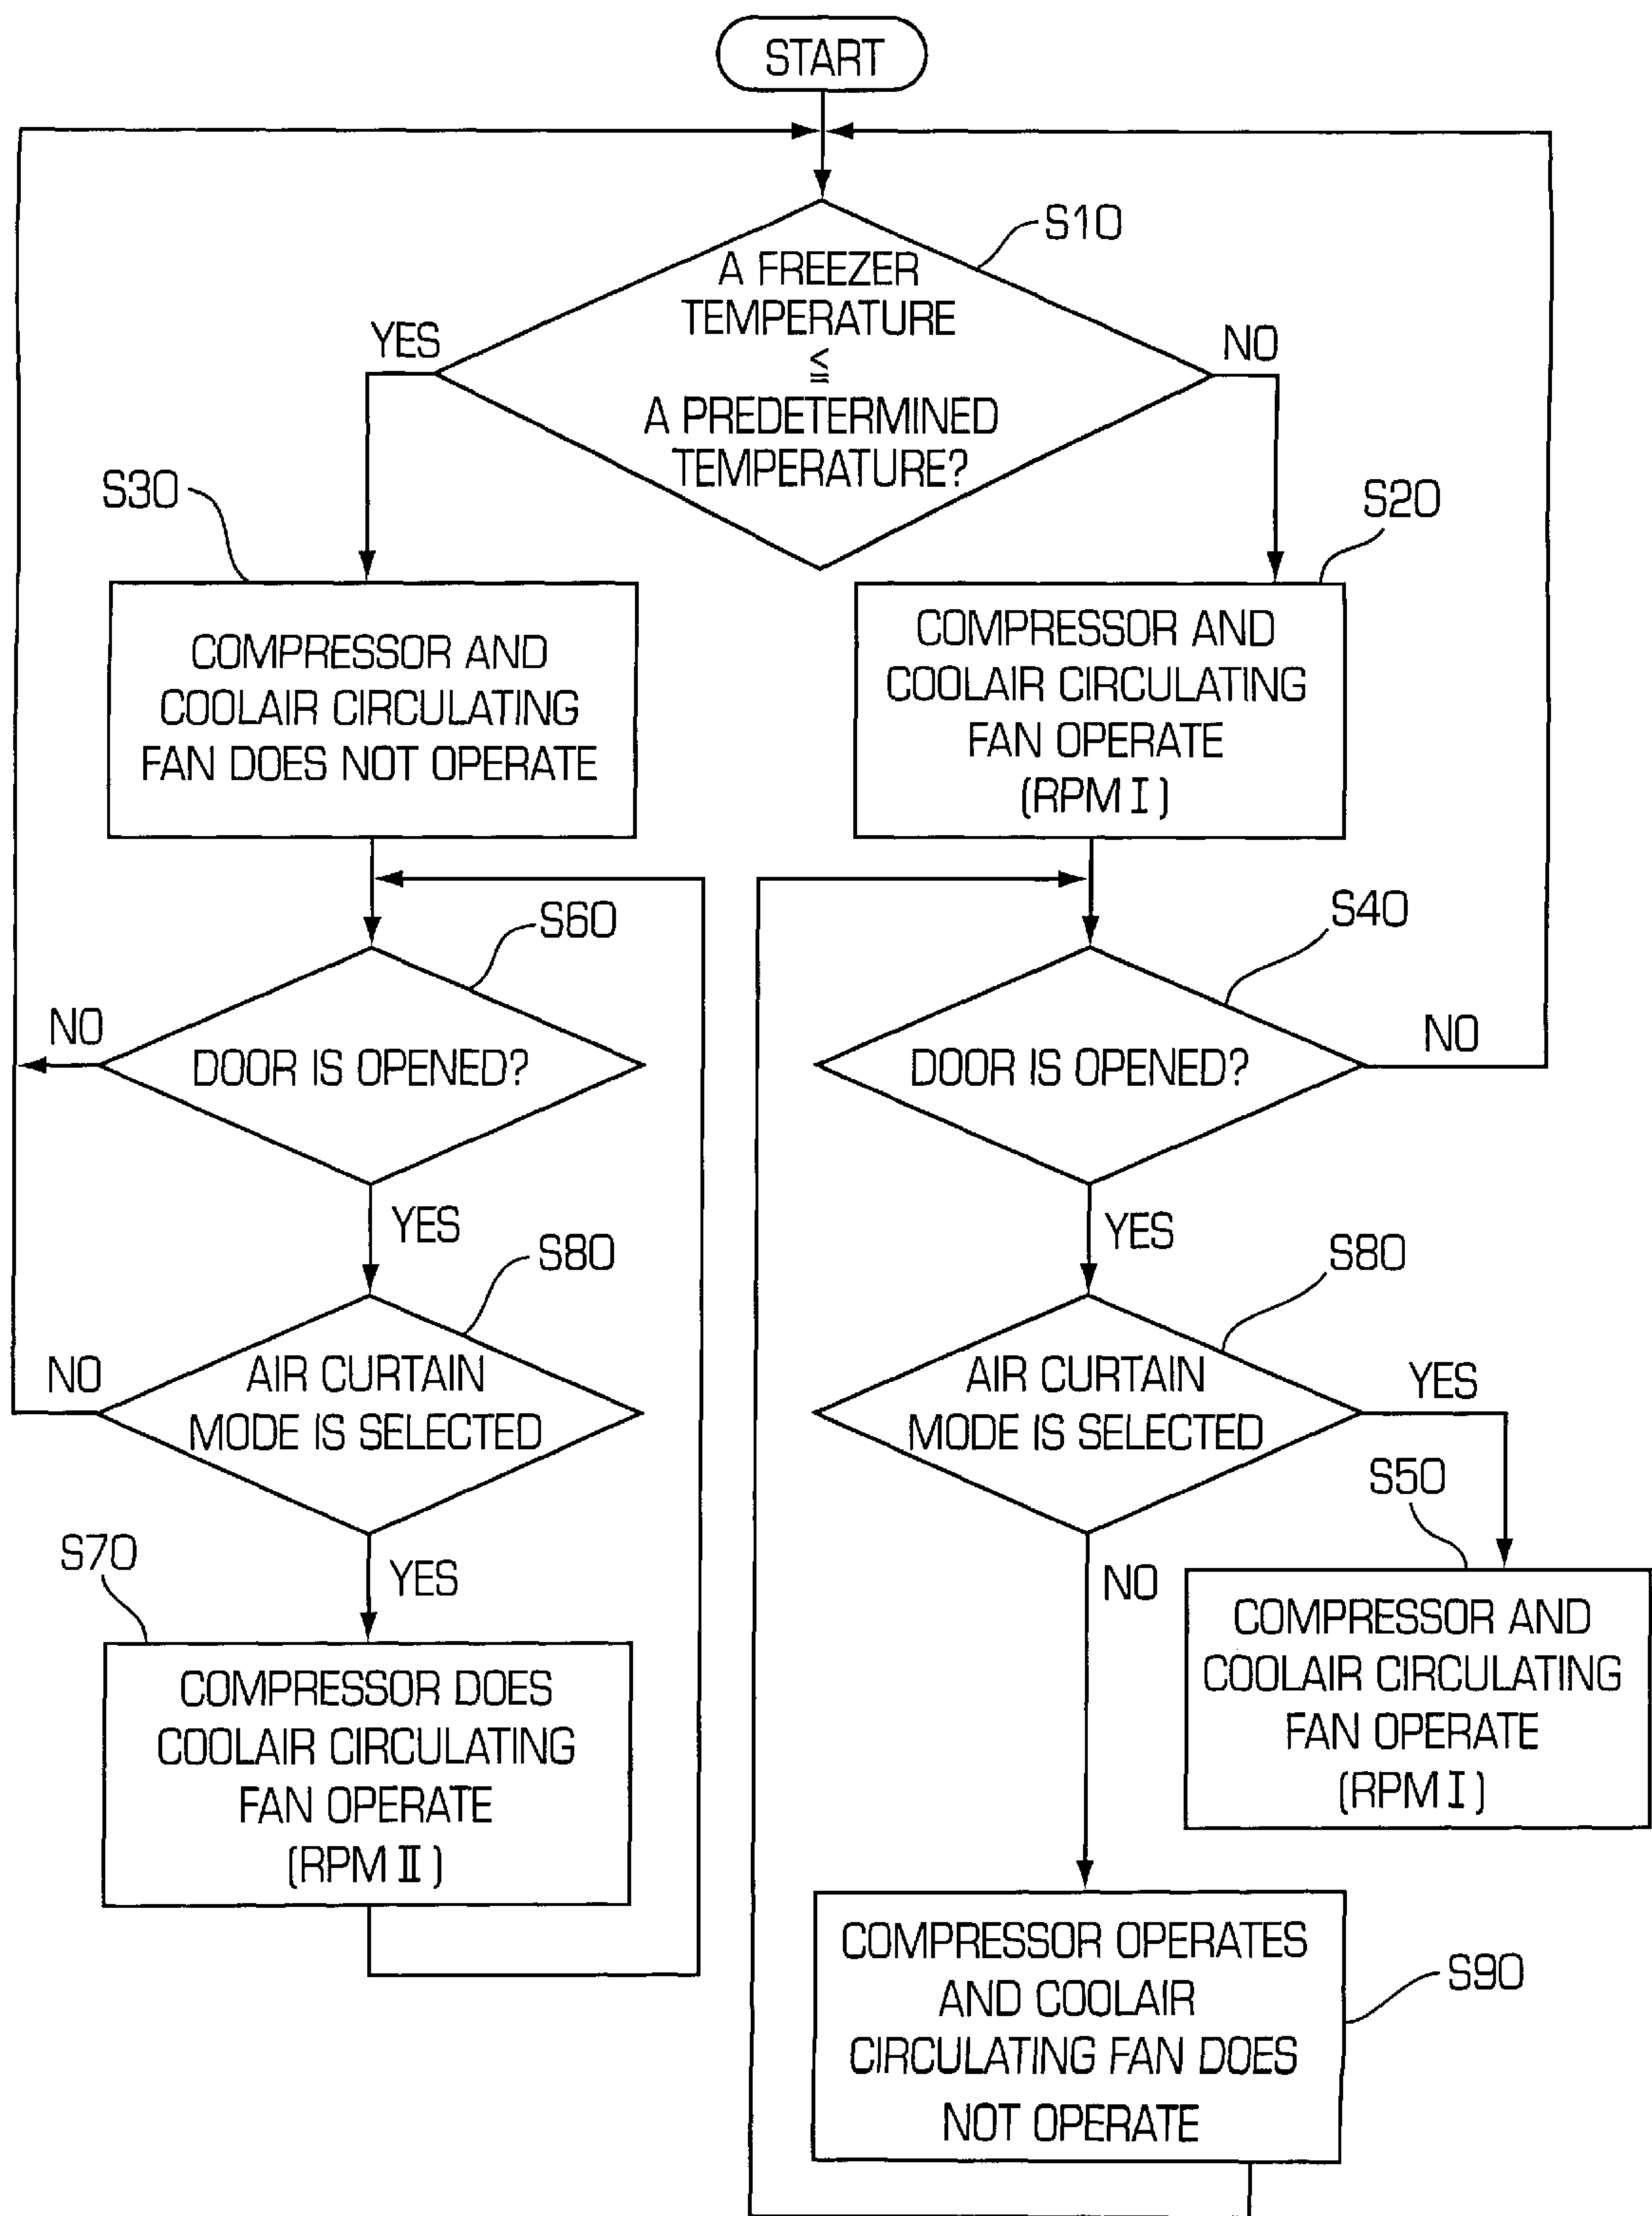 START
S10
A FREEZER
TEMPERATURE
≦
A PREDETERMINED
TEMPERATURE?
YES
NO
S30
S20
COMPRESSOR AND
COOLAIR CIRCULATING
FAN DOES NOT OPERATE
COMPRESSOR AND
COOLAIR CIRCULATING
FAN OPERATE
(RPM I)
S60
S40
NO
DOOR IS OPENED?
DOOR IS OPENED?
NO
YES
YES
S80
S80
NO
AIR CURTAIN
MODE IS SELECTED
AIR CURTAIN
MODE IS SELECTED
YES
S50
S70
YES
NO
COMPRESSOR DOES
COOLAIR CIRCULATING
FAN OPERATE
(RPM II)
COMPRESSOR AND
COOLAIR CIRCULATING
FAN OPERATE
(RPM I)
COMPRESSOR OPERATES
AND COOLAIR
CIRCULATING FAN DOES
NOT OPERATE
S90